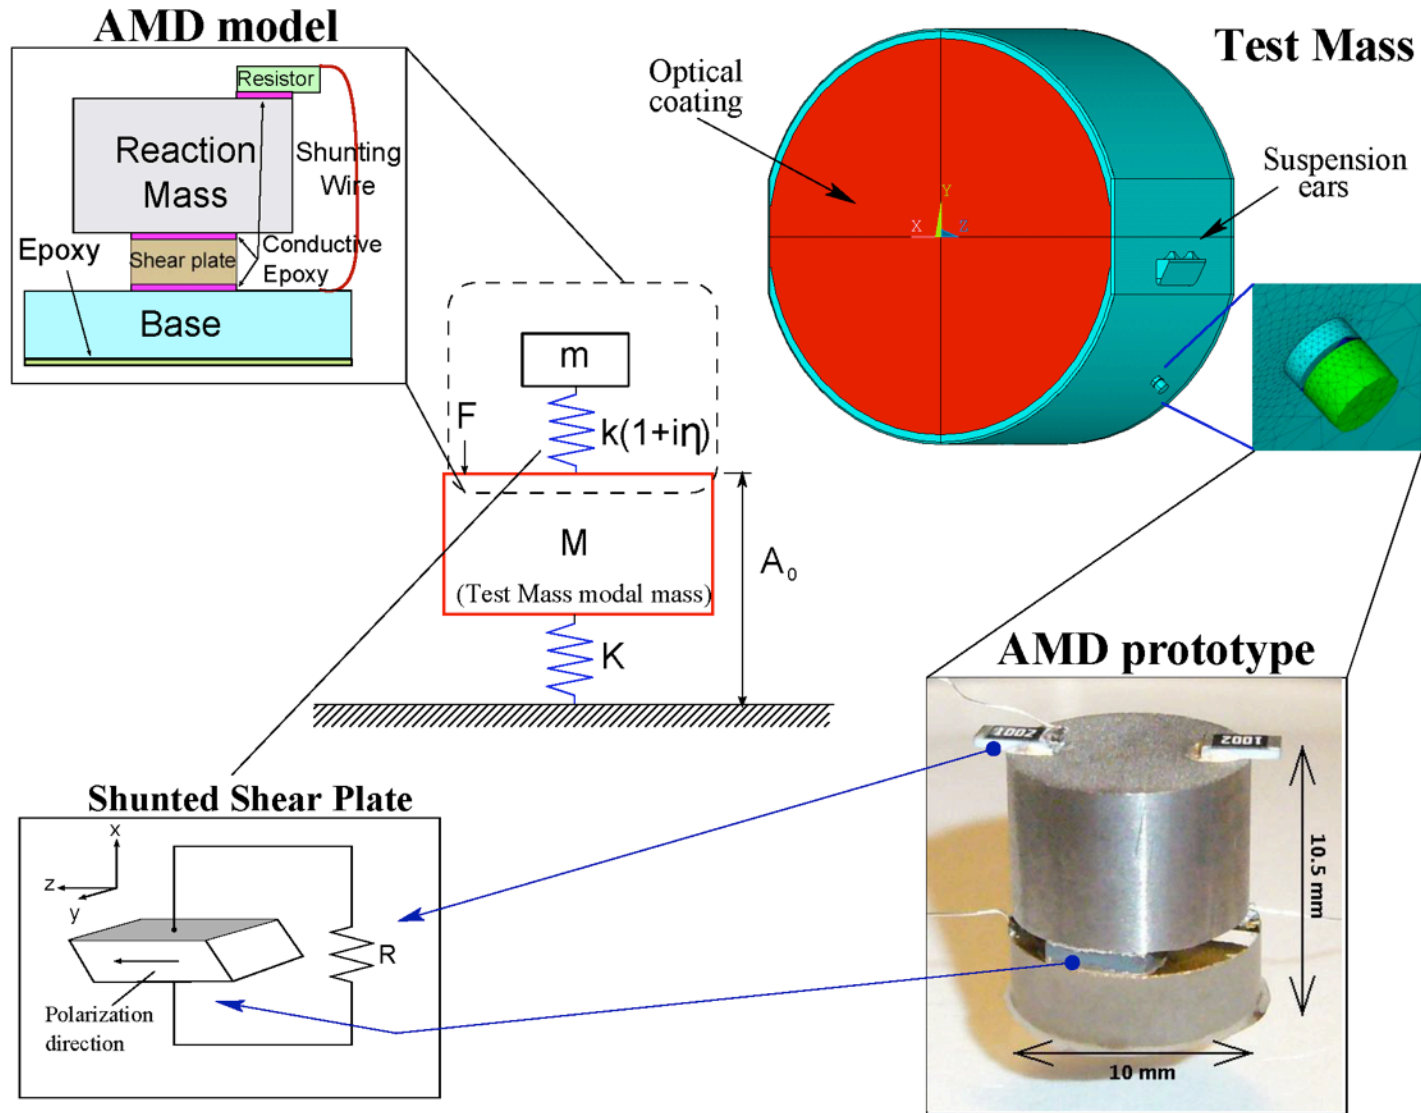 AMD model
Resistor
Reaction
Mass
Shunting
Wire
Epoxy
Shear plate
Conductive
Epoxy
Base
Test Mass
Optical
coating
Suspension
ears
Y
X
Z
m
F
k(1+iη)
M
(Test Mass modal mass)
A₀
K
Shunted Shear Plate
x
z
y
R
Polarization
direction
AMD prototype
1002
1002
10.5 mm
10 mm